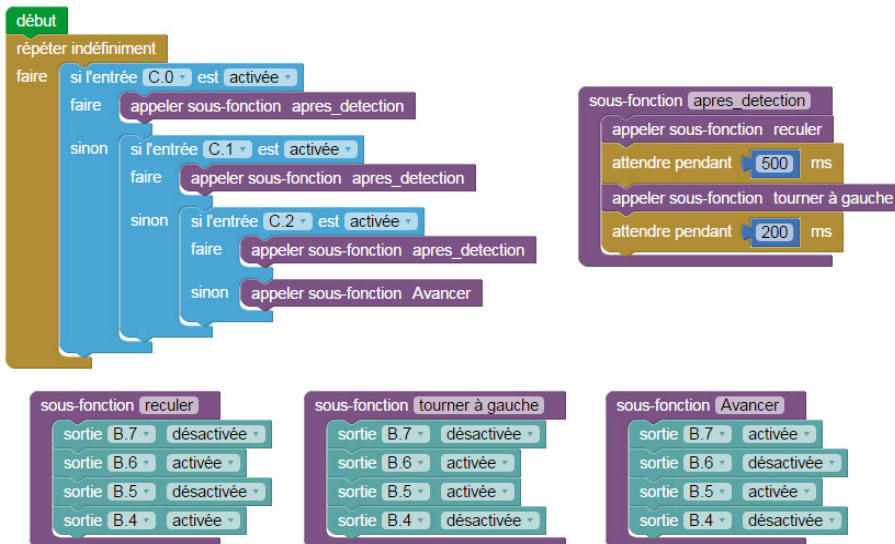 début
répéter indéfiniment
faire si l'entrée C.0 est activée
faire appeler sous-fonction apres_detection
sinon si l'entrée C.1 est activée
faire appeler sous-fonction apres_detection
sinon si l'entrée C.2 est activée
faire appeler sous-fonction apres_detection
sinon appeler sous-fonction Avancer
sous-fonction apres_detection
appeler sous-fonction reculer
attendre pendant 500 ms
appeler sous-fonction tourner à gauche
attendre pendant 200 ms
sous-fonction reculer
sortie B.7 désactivée
sortie B.6 activée
sortie B.5 désactivée
sortie B.4 activée
sous-fonction tourner à gauche
sortie B.7 désactivée
sortie B.6 activée
sortie B.5 activée
sortie B.4 désactivée
sous-fonction Avancer
sortie B.7 activée
sortie B.6 désactivée
sortie B.5 activée
sortie B.4 désactivée